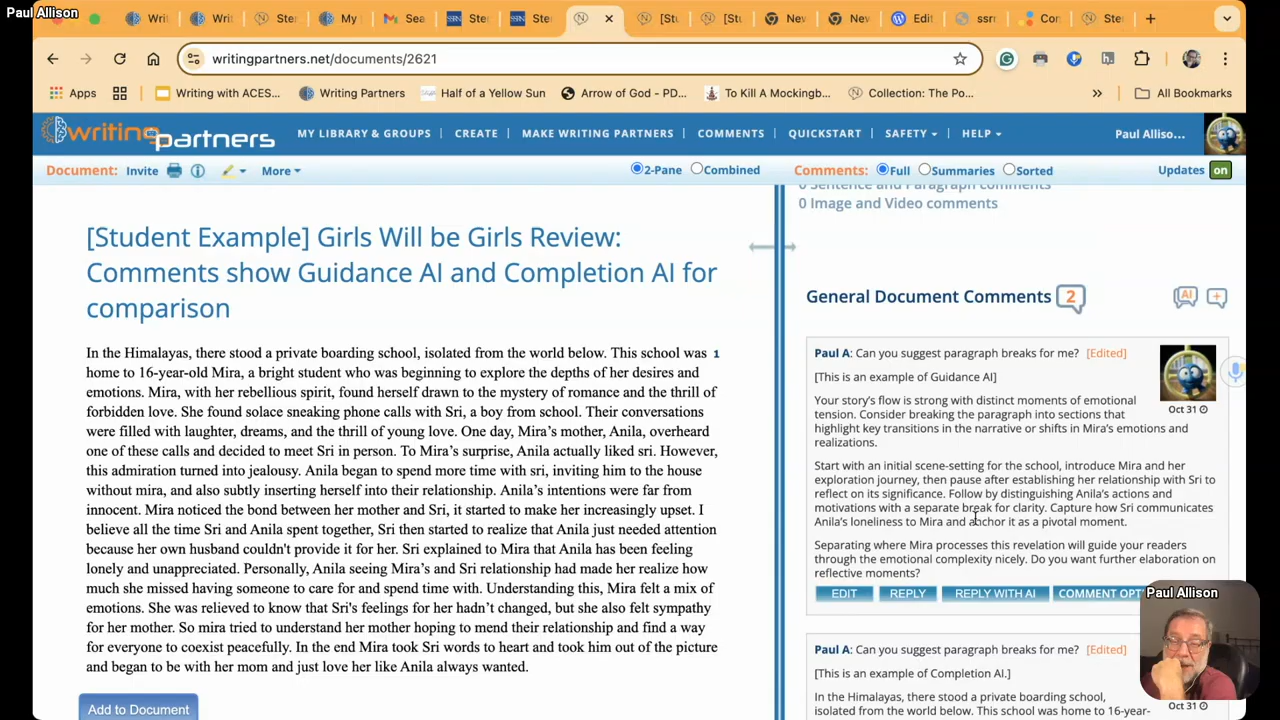 Paul Allison
Wri
Wri
Ste
My
Sea
SSRN
Ste
SSRN
Ste
[Stu
[Stu
Nev
Nev
Edit
ssr
Cor
Ste
writingpartners.net/documents/2621
Apps
Writing with ACES...
Writing Partners
Half of a Yellow Sun
Arrow of God - PD...
To Kill A Mockingb...
Collection: The Po...
All Bookmarks
writing partners
MY LIBRARY & GROUPS
CREATE
MAKE WRITING PARTNERS
COMMENTS
QUICKSTART
SAFETY
HELP
Paul Alliso...
Document: Invite
More
2-Pane
Combined
Comments:
Full
Summaries
Sorted
Updates on
[Student Example] Girls Will be Girls Review:
Comments show Guidance AI and Completion AI for
comparison
In the Himalayas, there stood a private boarding school, isolated from the world below. This school was 1
home to 16-year-old Mira, a bright student who was beginning to explore the depths of her desires and
emotions. Mira, with her rebellious spirit, found herself drawn to the mystery of romance and the thrill of
forbidden love. She found solace sneaking phone calls with Sri, a boy from school. Their conversations
were filled with laughter, dreams, and the thrill of young love. One day, Mira's mother, Anila, overheard
one of these calls and decided to meet Sri in person. To Mira's surprise, Anila actually liked sri. However,
this admiration turned into jealousy. Anila began to spend more time with sri, inviting him to the house
without mira, and also subtly inserting herself into their relationship. Anila's intentions were far from
innocent. Mira noticed the bond between her mother and Sri, it started to make her increasingly upset. I
believe all the time Sri and Anila spent together, Sri then started to realize that Anila just needed attention
because her own husband couldn't provide it for her. Sri explained to Mira that Anila has been feeling
lonely and unappreciated. Personally, Anila seeing Mira's and Sri relationship had made her realize how
much she missed having someone to care for and spend time with. Understanding this, Mira felt a mix of
emotions. She was relieved to know that Sri's feelings for her hadn't changed, but she also felt sympathy
for her mother. So mira tried to understand her mother hoping to mend their relationship and find a way
for everyone to coexist peacefully. In the end Mira took Sri words to heart and took him out of the picture
and began to be with her mom and just love her like Anila always wanted.
Add to Document
0 Sentence and Paragraph comments
0 Image and Video comments
General Document Comments 2
AI
Paul A: Can you suggest paragraph breaks for me? [Edited]
[This is an example of Guidance AI]
Oct 31
Your story's flow is strong with distinct moments of emotional
tension. Consider breaking the paragraph into sections that
highlight key transitions in the narrative or shifts in Mira's emotions and
realizations.
Start with an initial scene-setting for the school, introduce Mira and her
exploration journey, then pause after establishing her relationship with Sri to
reflect on its significance. Follow by distinguishing Anila's actions and
motivations with a separate break for clarity. Capture how Sri communicates
Anila's loneliness to Mira and anchor it as a pivotal moment.
Separating where Mira processes this revelation will guide your readers
through the emotional complexity nicely. Do you want further elaboration on
reflective moments?
EDIT
REPLY
REPLY WITH AI
COMMENT OPT
Paul Allison
Paul A: Can you suggest paragraph breaks for me? [Edited]
[This is an example of Completion AI.]
Oct 31
In the Himalayas, there stood a private boarding school,
isolated from the world below. This school was home to 16-year-